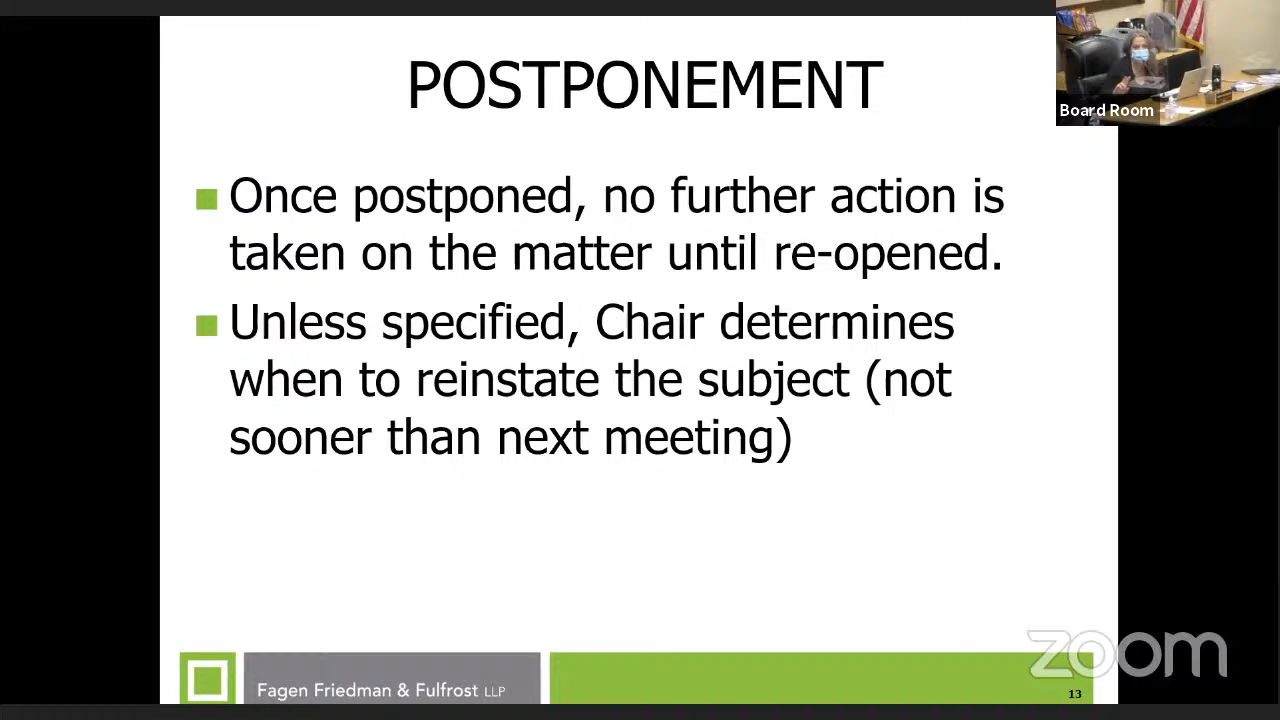 POSTPONEMENT
Board Room
Once postponed, no further action is
taken on the matter until re-opened.
Unless specified, Chair determines
when to reinstate the subject (not
sooner than next meeting)
Fagen Friedman & Fulfrost LLP
zoom
13